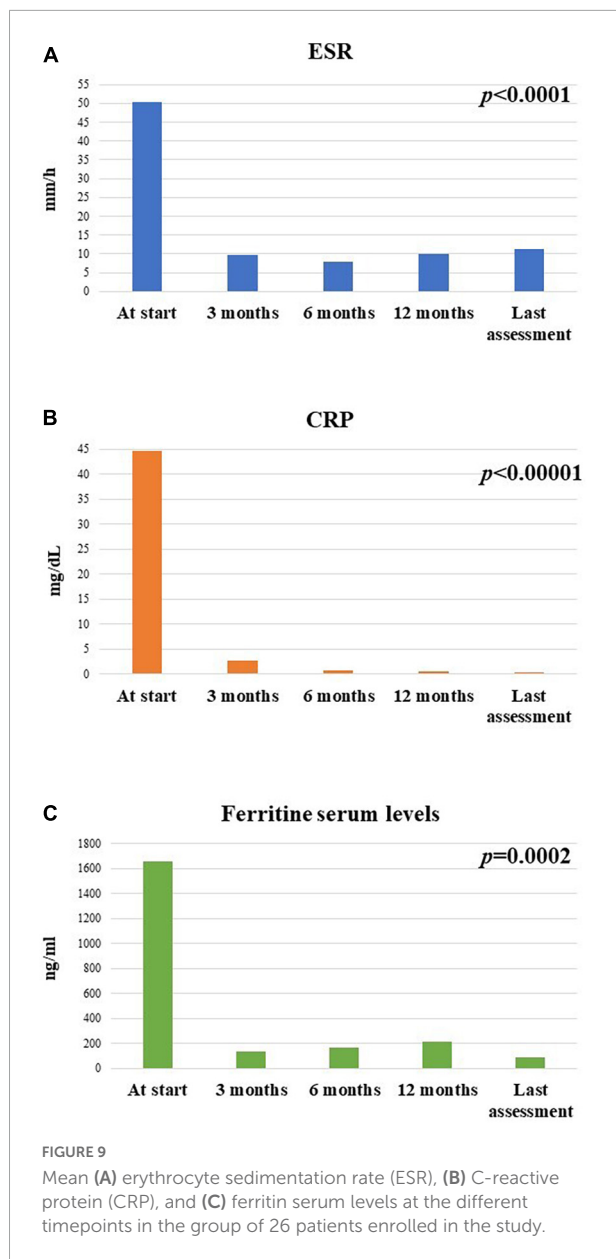 A
ESR
p<0.0001
mm/h
55
50
45
40
35
30
25
20
15
10
5
0
At start
3 months
6 months
12 months
Last
assessment
B
CRP
p<0.00001
mg/dL
45
40
35
30
25
20
15
10
5
0
At start
3 months
6 months
12 months
Last
assessment
C
Ferritine serum levels
p=0.0002
ng/ml
1800
1600
1400
1200
1000
800
600
400
200
0
At start
3 months
6 months
12 months
Last
assessment
FIGURE 9
Mean (A) erythrocyte sedimentation rate (ESR), (B) C-reactive
protein (CRP), and (C) ferritin serum levels at the different
timepoints in the group of 26 patients enrolled in the study.